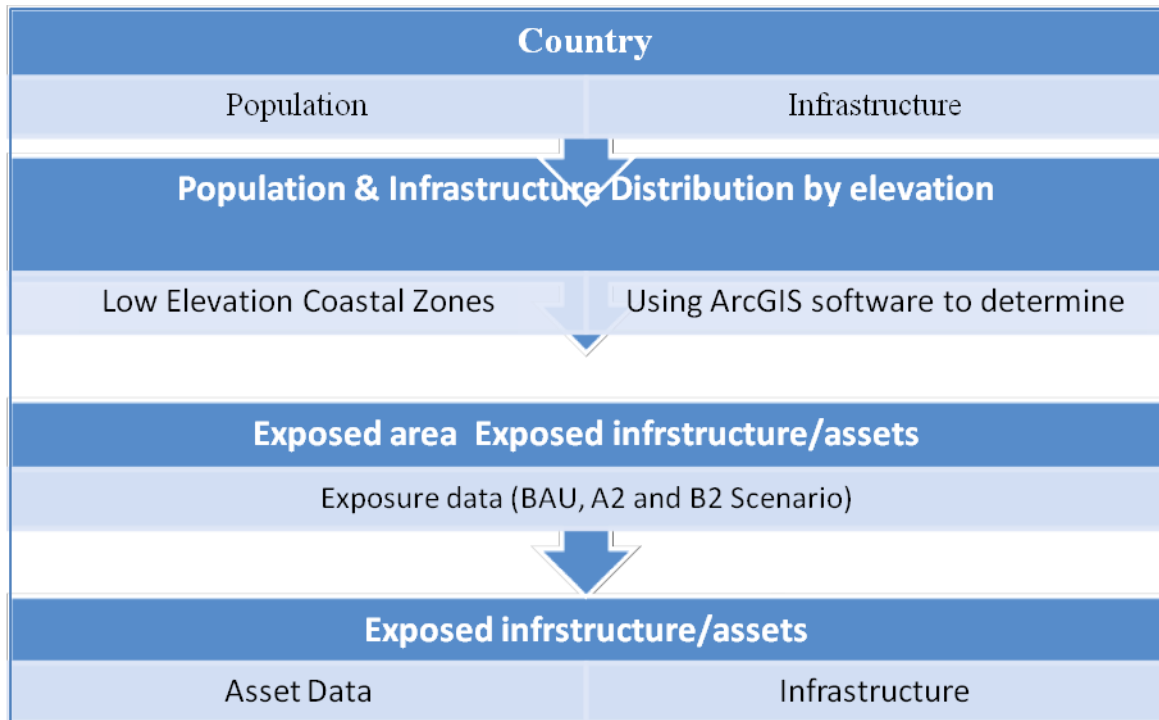 Country
Population Infrastructure
Population & Infrastructure Distribution by elevation
Low Elevation Coastal Zones Using ArcGIS software to determine
Exposed area Exposed infrstructure/assets
Exposure data (BAU, A2 and B2 Scenario)
Exposed infrstructure/assets
Asset Data Infrastructure